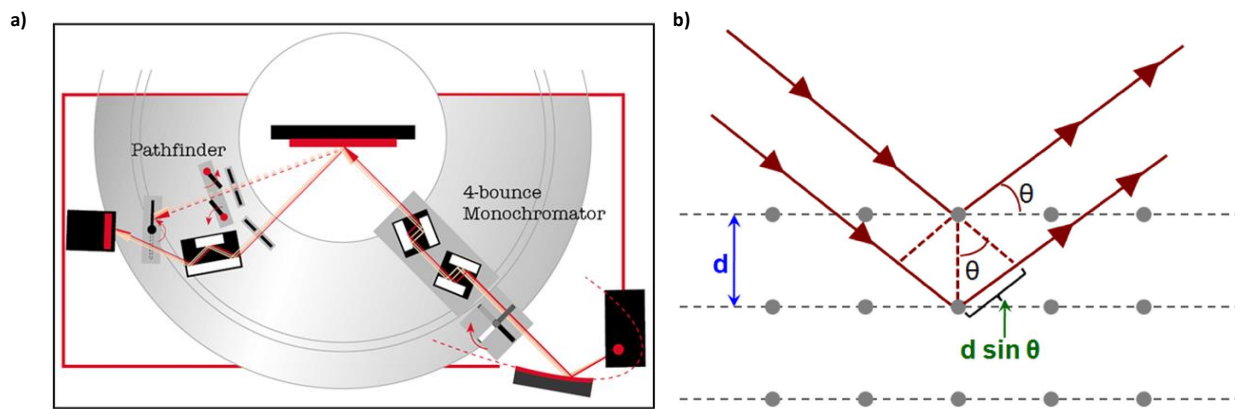 a)
Pathfinder
4-bounce
Monochromator
b)
θ
d
θ
d sin θ